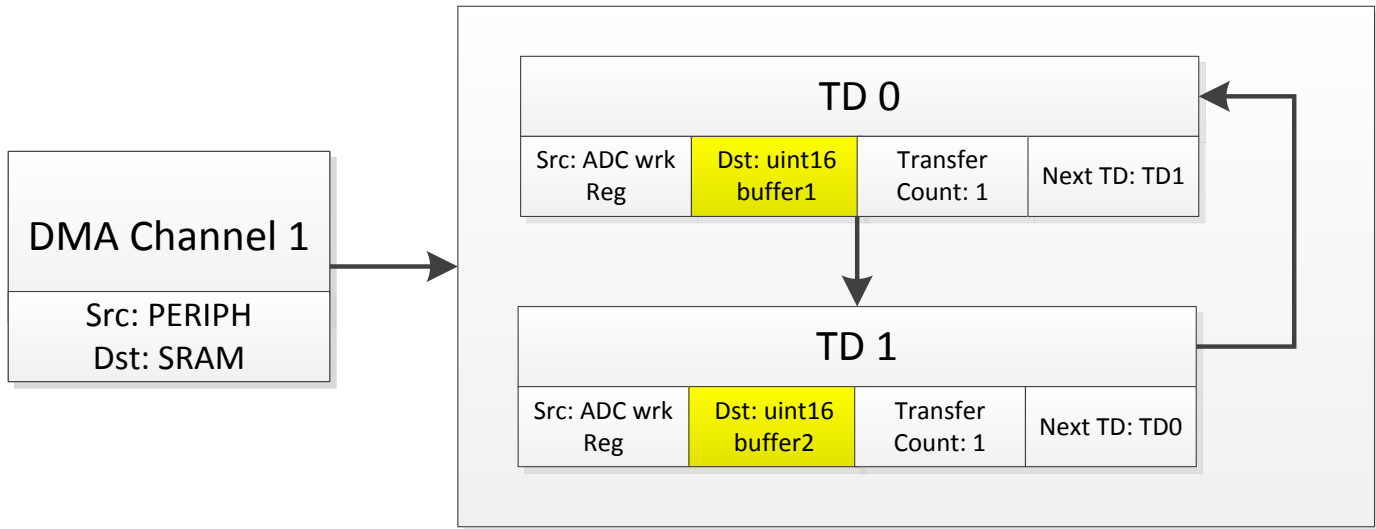 DMA Channel 1
Src: PERIPH
Dst: SRAM
TD 0
Src: ADC wrk
Reg
Dst: uint16
buffer1
Transfer
Count: 1
Next TD: TD1
TD 1
Src: ADC wrk
Reg
Dst: uint16
buffer2
Transfer
Count: 1
Next TD: TD0